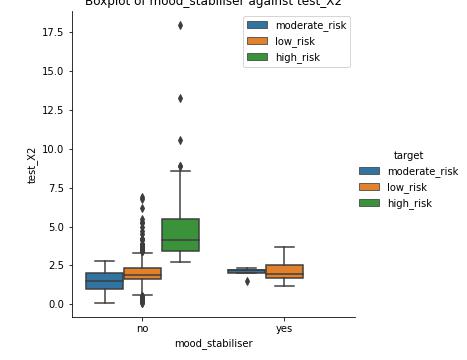 Boxplot of mood_stabiliser against test_X2
moderate_risk
low_risk
high_risk
17.5
15.0
12.5
10.0
7.5
5.0
2.5
0.0
test_X2
no
yes
mood_stabiliser
target
moderate_risk
low_risk
high_risk